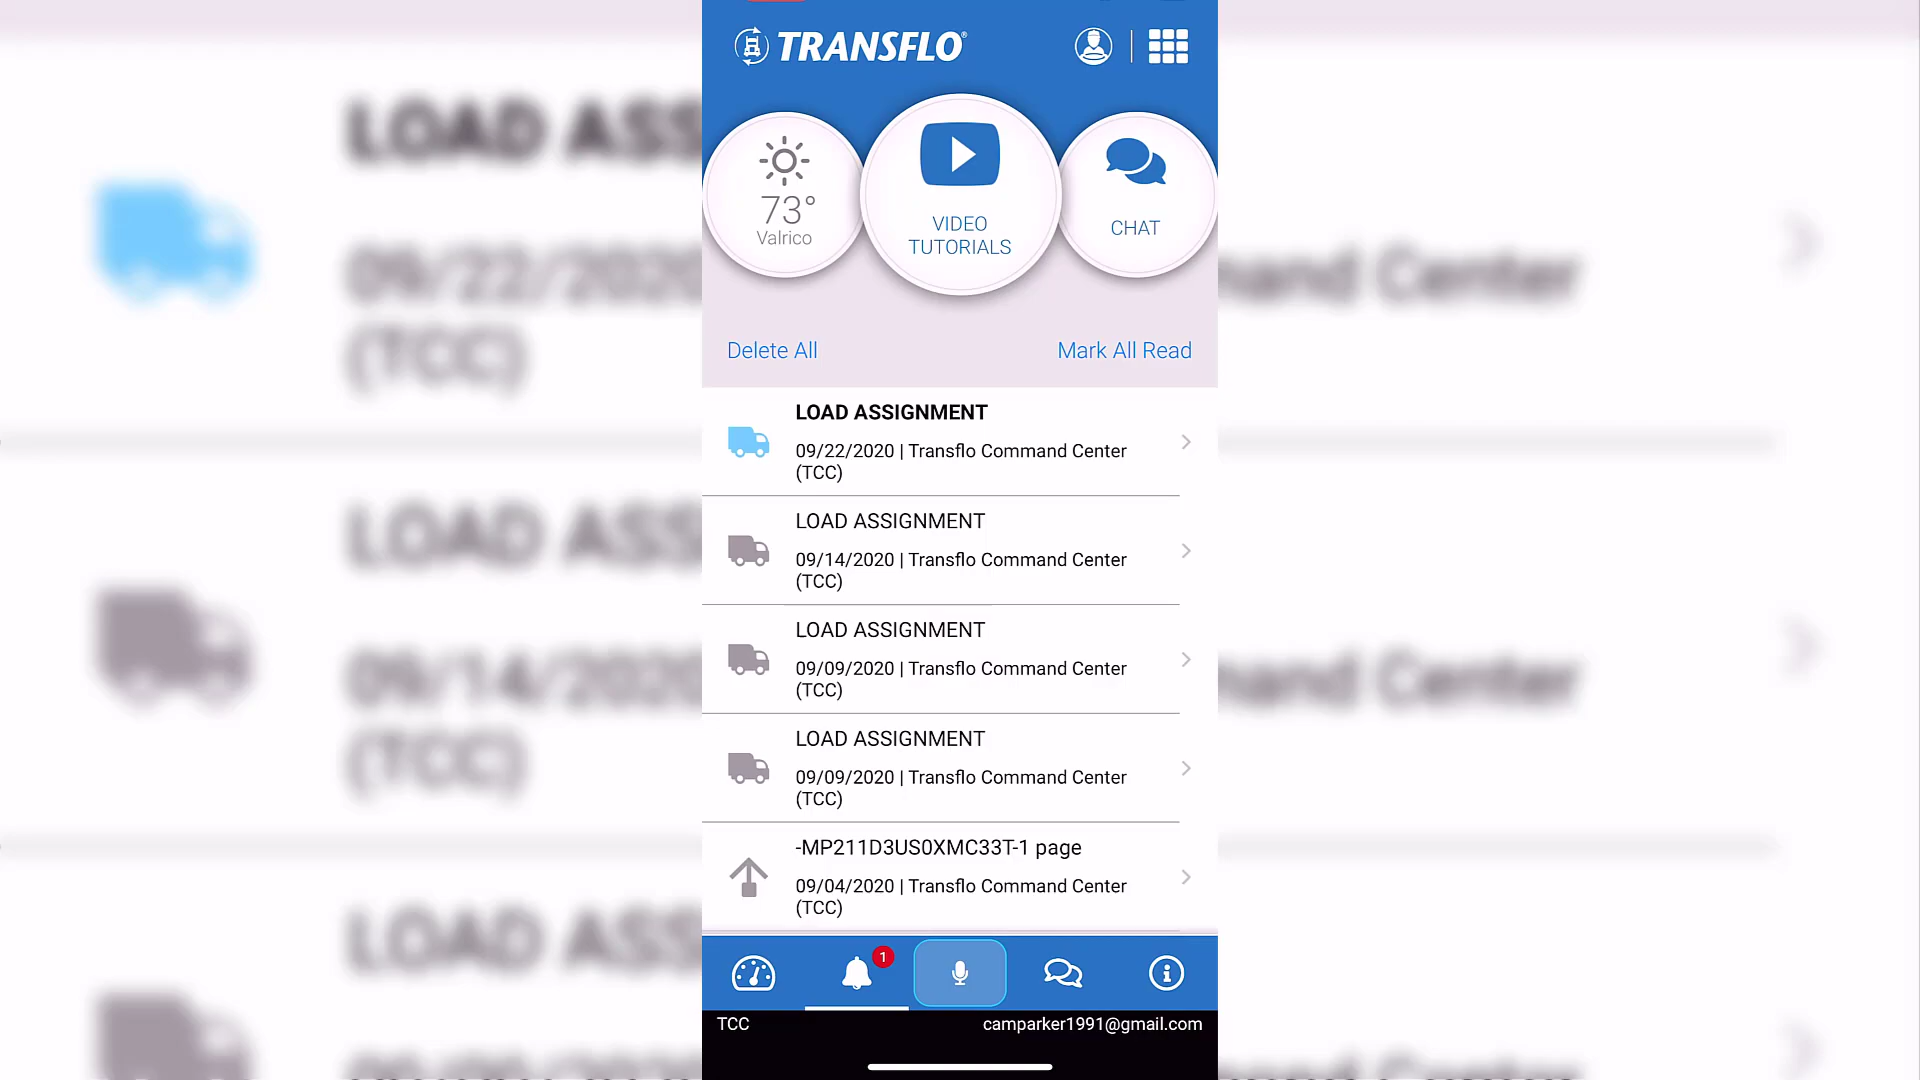 TRANSFLO®
73°
Valrico
VIDEO
TUTORIALS
CHAT
Delete All
Mark All Read
LOAD ASSIGNMENT
09/22/2020 | Transflo Command Center
(TCC)
LOAD ASSIGNMENT
09/14/2020 | Transflo Command Center
(TCC)
LOAD ASSIGNMENT
09/09/2020 | Transflo Command Center
(TCC)
LOAD ASSIGNMENT
09/09/2020 | Transflo Command Center
(TCC)
-MP211D3US0XMC33T-1 page
09/04/2020 | Transflo Command Center
(TCC)
1
TCC
camparker1991@gmail.com
LOAD ASS
09/22/2020
mand Center
(TCC)
LOAD ASS
09/14/2020
mand Center
(TCC)
LOAD ASS